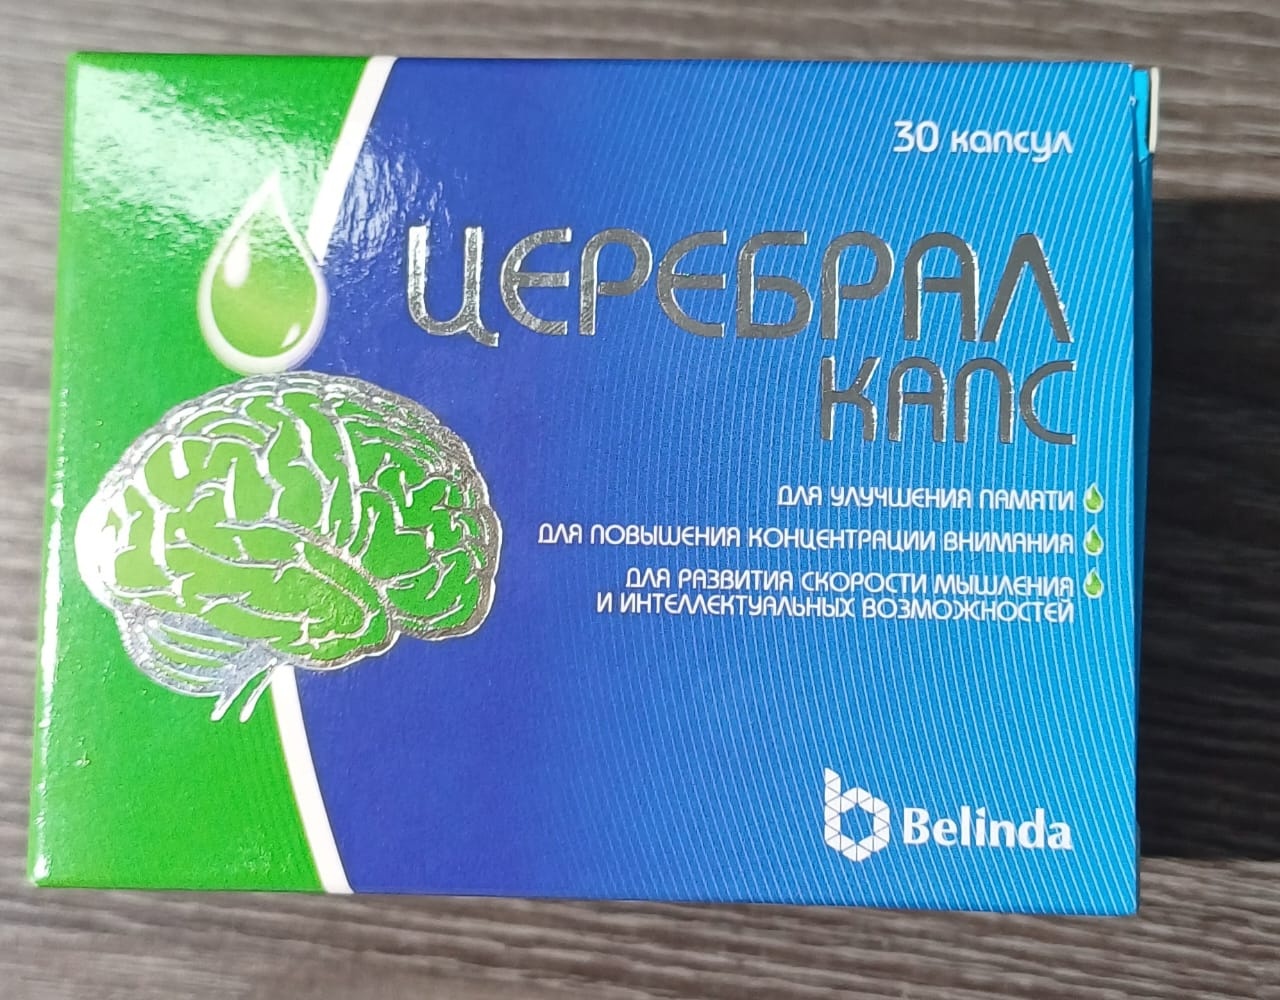 30 капсул
ЦЕРЕБРАЛ
КАПС
ДЛЯ УЛУЧШЕНИЯ ПАМЯТИ
ДЛЯ ПОВЫШЕНИЯ КОНЦЕНТРАЦИИ ВНИМАНИЯ
ДЛЯ РАЗВИТИЯ СКОРОСТИ МЫШЛЕНИЯ
И ИНТЕЛЛЕКТУАЛЬНЫХ ВОЗМОЖНОСТЕЙ
Belinda